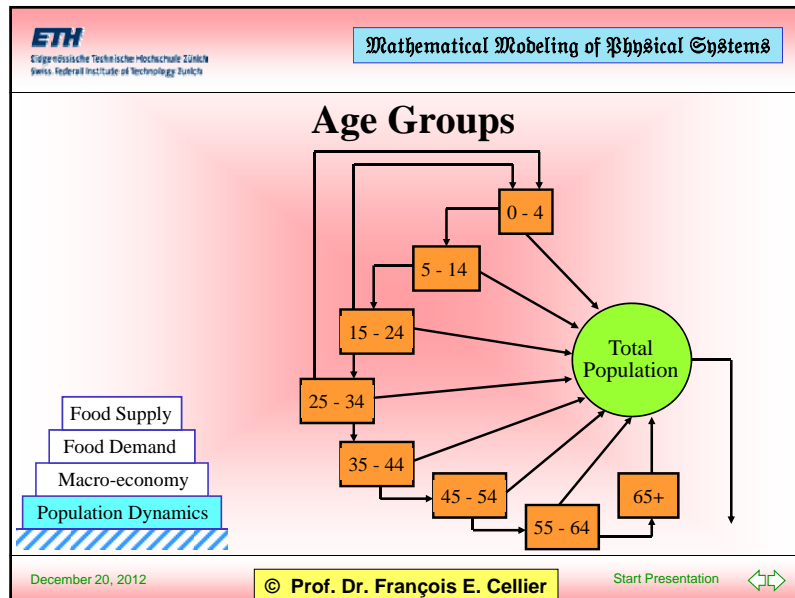 ETH
Eidgenössische Technische Hochschule Zürich
Swiss Federal Institute of Technology Zurich
Mathematical Modeling of Physical Systems
Age Groups
0 - 4
5 - 14
15 - 24
25 - 34
35 - 44
45 - 54
55 - 64
65+
Total
Population
Food Supply
Food Demand
Macro-economy
Population Dynamics
December 20, 2012
© Prof. Dr. François E. Cellier
Start Presentation